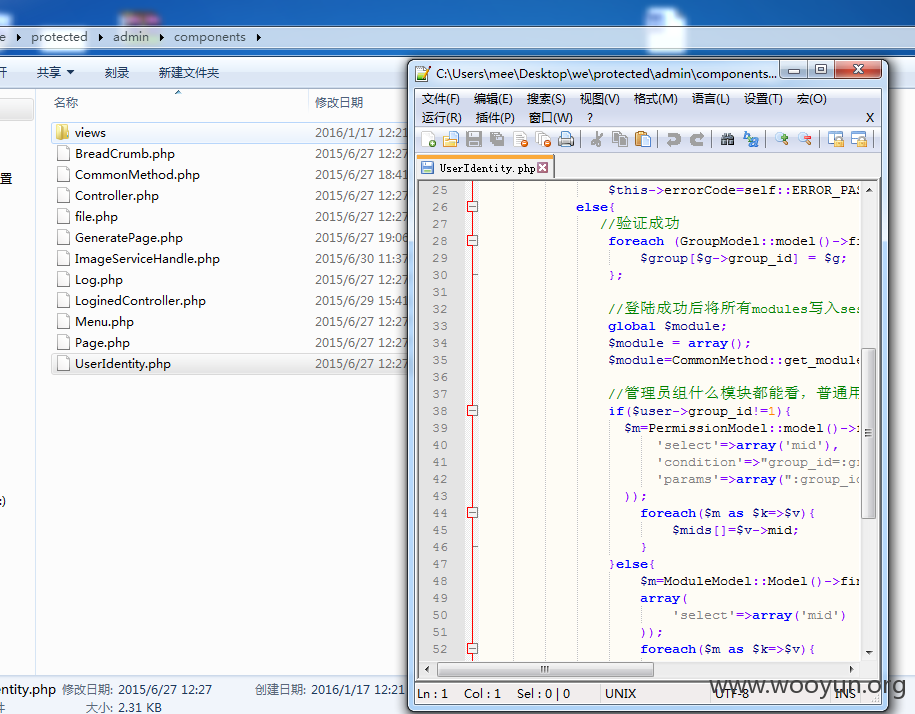 e ▸ protected ▸ admin ▸ components ▸
开 共享 ▼ 刻录 新建文件夹
名称 修改日期
views 2016/1/17 12:21
BreadCrumb.php 2015/6/27 12:27
CommonMethod.php 2015/6/27 18:41
Controller.php 2015/6/27 12:27
file.php 2015/6/27 12:27
GeneratePage.php 2015/6/27 19:06
ImageServiceHandle.php 2015/6/30 11:37
Log.php 2015/6/27 12:27
LoginedController.php 2015/6/29 15:41
Menu.php 2015/6/27 12:27
Page.php 2015/6/27 12:27
UserIdentity.php 2015/6/27 12:27
置
:)
entity.php 修改日期: 2015/6/27 12:27 创建日期: 2016/1/17 12:21
件 大小: 2.31 KB
C:\Users\mee\Desktop\we\protected\admin\components...
文件(F) 编辑(E) 搜索(S) 视图(V) 格式(M) 语言(L) 设置(T) 宏(O)
运行(R) 插件(P) 窗口(W) ? X
UserIdentity.php
25 $this->errorCode=self::ERROR_PAS
26 else{
27 //验证成功
28 foreach (GroupModel::model()->fi
29 $group[$g->group_id] = $g;
30 };
31
32 //登陆成功后将所有modules写入ses
33 global $module;
34 $module = array();
35 $module=CommonMethod::get_module
36
37 //管理员组什么模块都能看，普通用
38 if($user->group_id!=1){
39 $m=PermissionModel::model()->
40 'select'=>array('mid'),
41 'condition'=>"group_id=:g
42 'params'=>array(":group_i
43 ));
44 foreach($m as $k=>$v){
45 $mids[]=$v->mid;
46 }
47 }else{
48 $m=ModuleModel::Model()->fi
49 array(
50 'select'=>array('mid')
51 ));
52 foreach($m as $k=>$v){
Ln : 1 Col : 1 Sel : 0 | 0 UNIX UTF-8 INS
www.wooyun.org